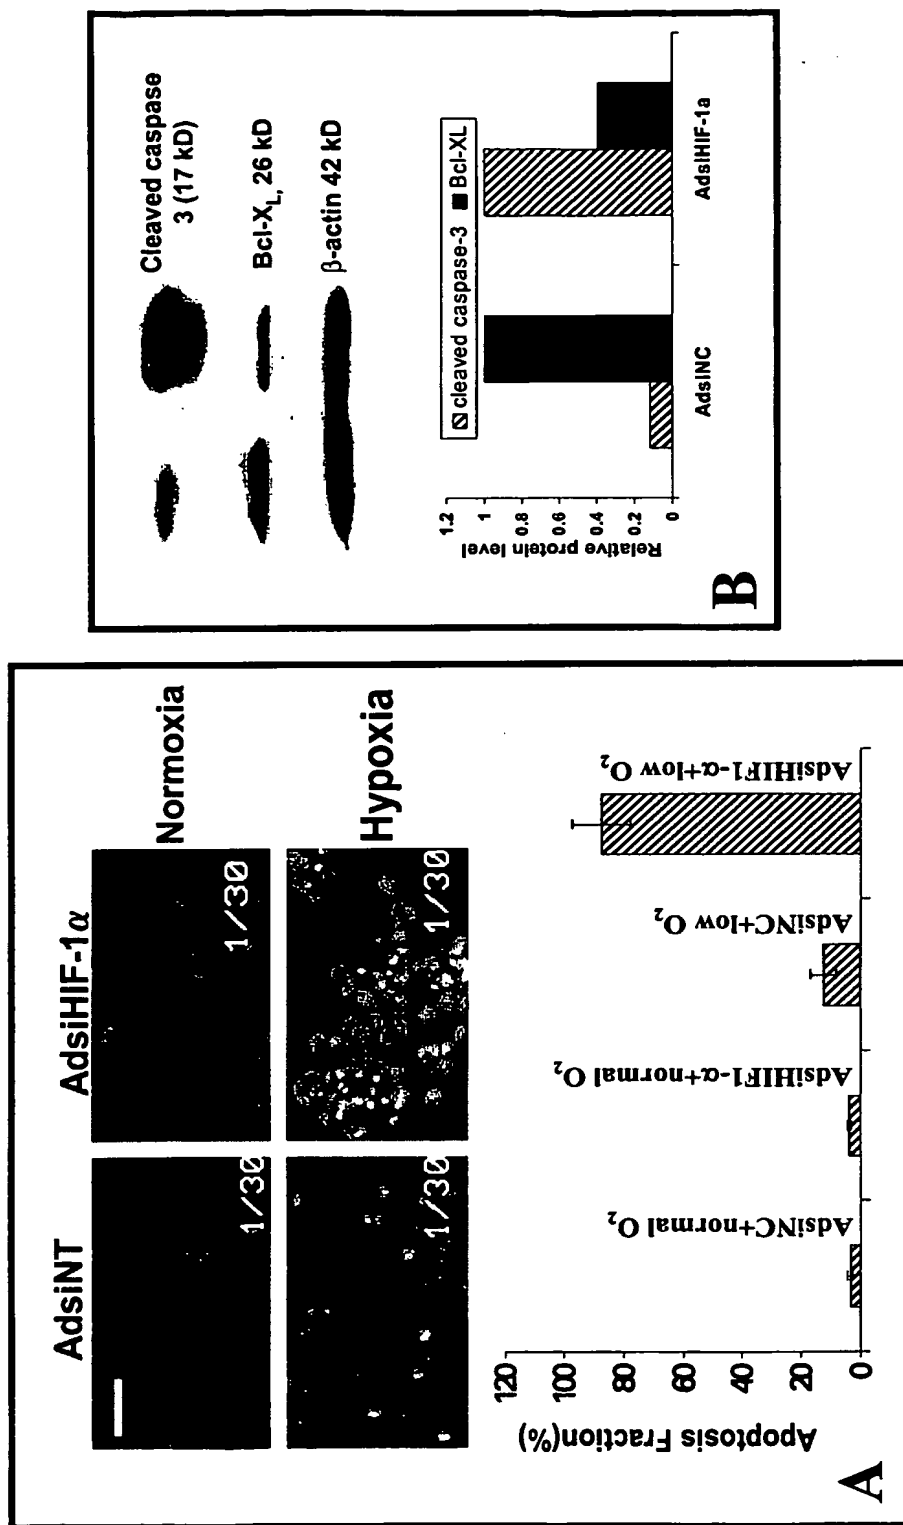 AdsiNT
AdsiHIF-1α
1/30
1/30
Normoxia
1/30
1/30
Hypoxia
Apoptosis Fraction(%)
120
100
80
60
40
20
0
AdsiNC+normal O2
AdsiHIF1-α+normal O2
AdsiNC+low O2
AdsiHIF1-α+low O2
A
Cleaved caspase
3 (17 kD)
Bcl-XL, 26 kD
β-actin 42 kD
cleaved caspase-3 Bcl-XL
Relative protein level
1.2
1
0.8
0.6
0.4
0.2
0
AdsiNC
AdsiHIF-1a
B